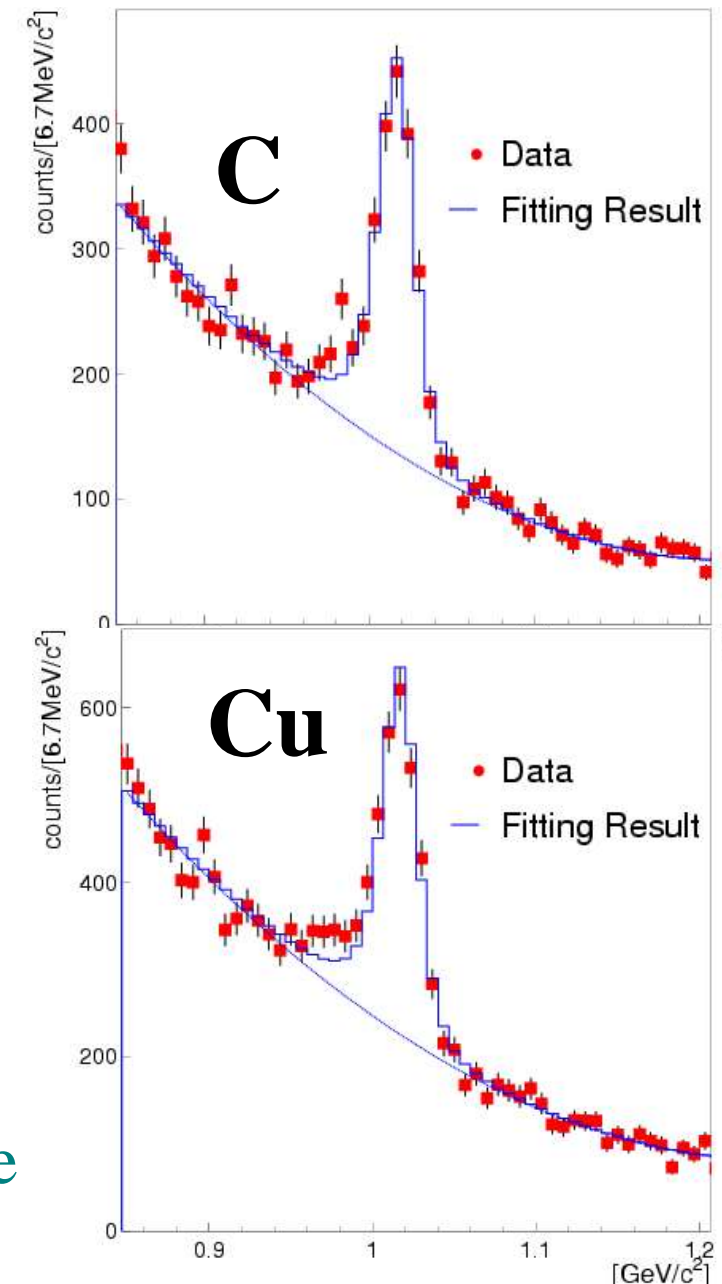 counts/[6.7MeV/c²]
400
300
200
100
0
C
Data
Fitting Result
counts/[6.7MeV/c²]
600
400
200
0
Cu
Data
Fitting Result
e
0.9
1
1.1
1.2
[GeV/c²]